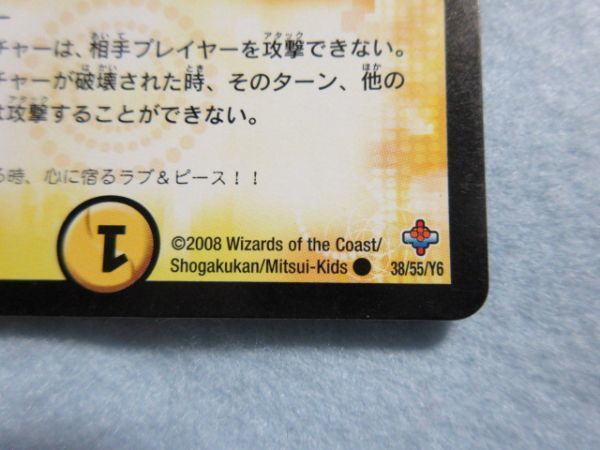 チャーは、相手プレイヤーを攻撃できない。
チャーが破壊された時、そのターン、他の
は攻撃することができない。
る時、心に宿るラブ＆ピース！！
1
©2008 Wizards of the Coast/
Shogakukan/Mitsui-Kids ● 38/55/Y6